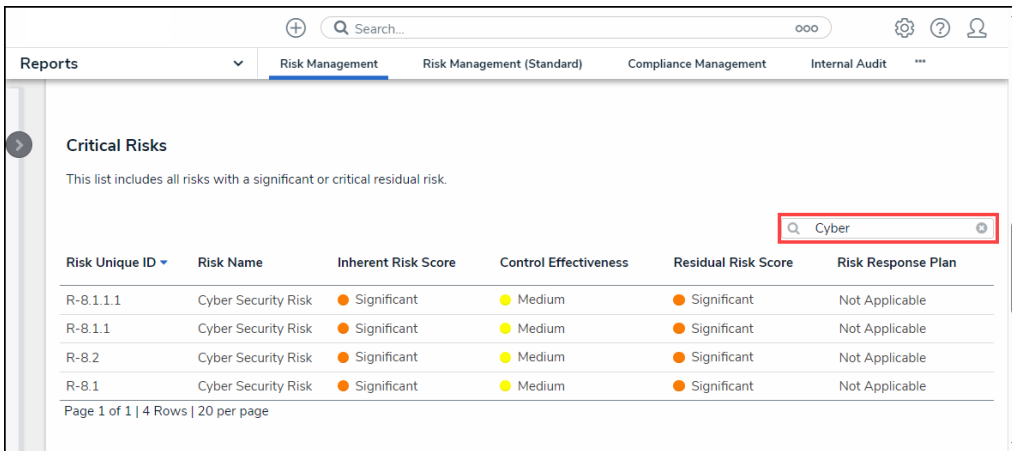 Search...
Reports Risk Management Risk Management (Standard) Compliance Management Internal Audit ...
Critical Risks
This list includes all risks with a significant or critical residual risk.
Cyber
Risk Unique ID Risk Name Inherent Risk Score Control Effectiveness Residual Risk Score Risk Response Plan
R-8.1.1.1 Cyber Security Risk Significant Medium Significant Not Applicable
R-8.1.1 Cyber Security Risk Significant Medium Significant Not Applicable
R-8.2 Cyber Security Risk Significant Medium Significant Not Applicable
R-8.1 Cyber Security Risk Significant Medium Significant Not Applicable
Page 1 of 1 | 4 Rows | 20 per page